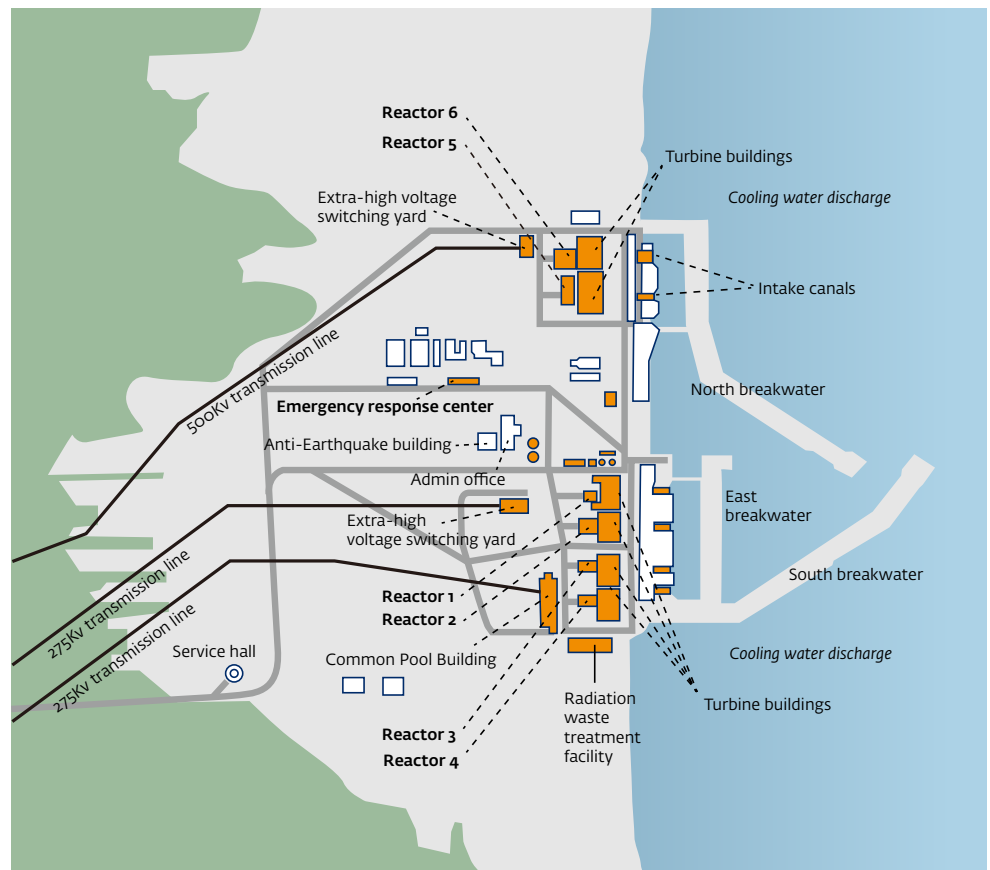 Reactor 6
Reactor 5
Turbine buildings
Extra-high voltage
switching yard
Cooling water discharge
Intake canals
500Kv transmission line
North breakwater
Emergency response center
Anti-Earthquake building
Admin office
Extra-high
voltage switching yard
East
breakwater
275Kv transmission line
South breakwater
Reactor 1
Reactor 2
275Kv transmission line
Service hall
Common Pool Building
Cooling water discharge
Radiation
waste
treatment
facility
Turbine buildings
Reactor 3
Reactor 4